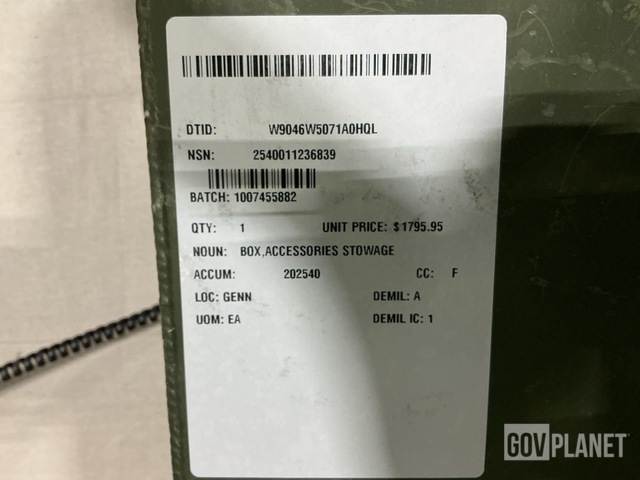 DTID: W9046W5071A0HQL
NSN: 2540011236839
BATCH: 1007455882
QTY: 1 UNIT PRICE: $1795.95
NOUN: BOX,ACCESSORIES STOWAGE
ACCUM: 202540 CC: F
LOC: GENN DEMIL: A
UOM: EA DEMIL IC: 1
GOVPLANET